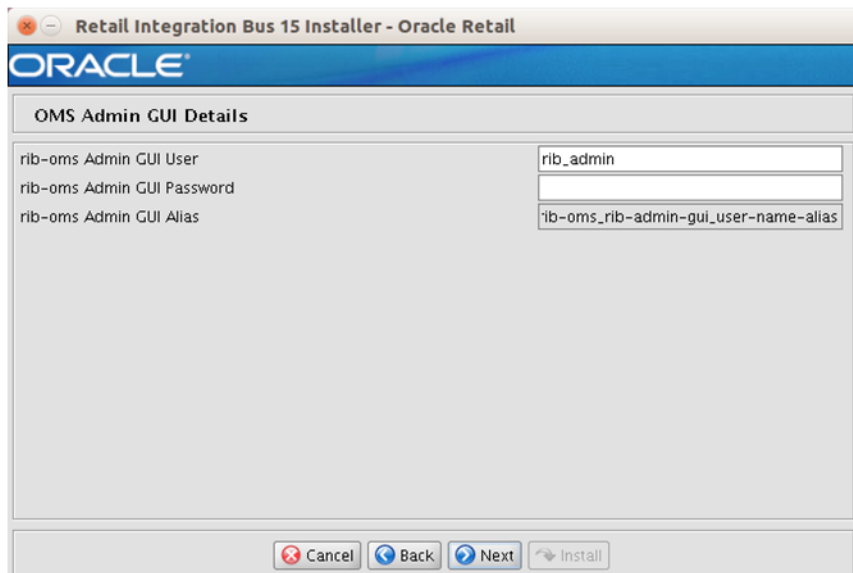 Retail Integration Bus 15 Installer - Oracle Retail
ORACLE
OMS Admin GUI Details
rib-oms Admin GUI User rib_admin
rib-oms Admin GUI Password
rib-oms Admin GUI Alias ib-oms_rib-admin-gui_user-name-alias
Cancel Back Next Install